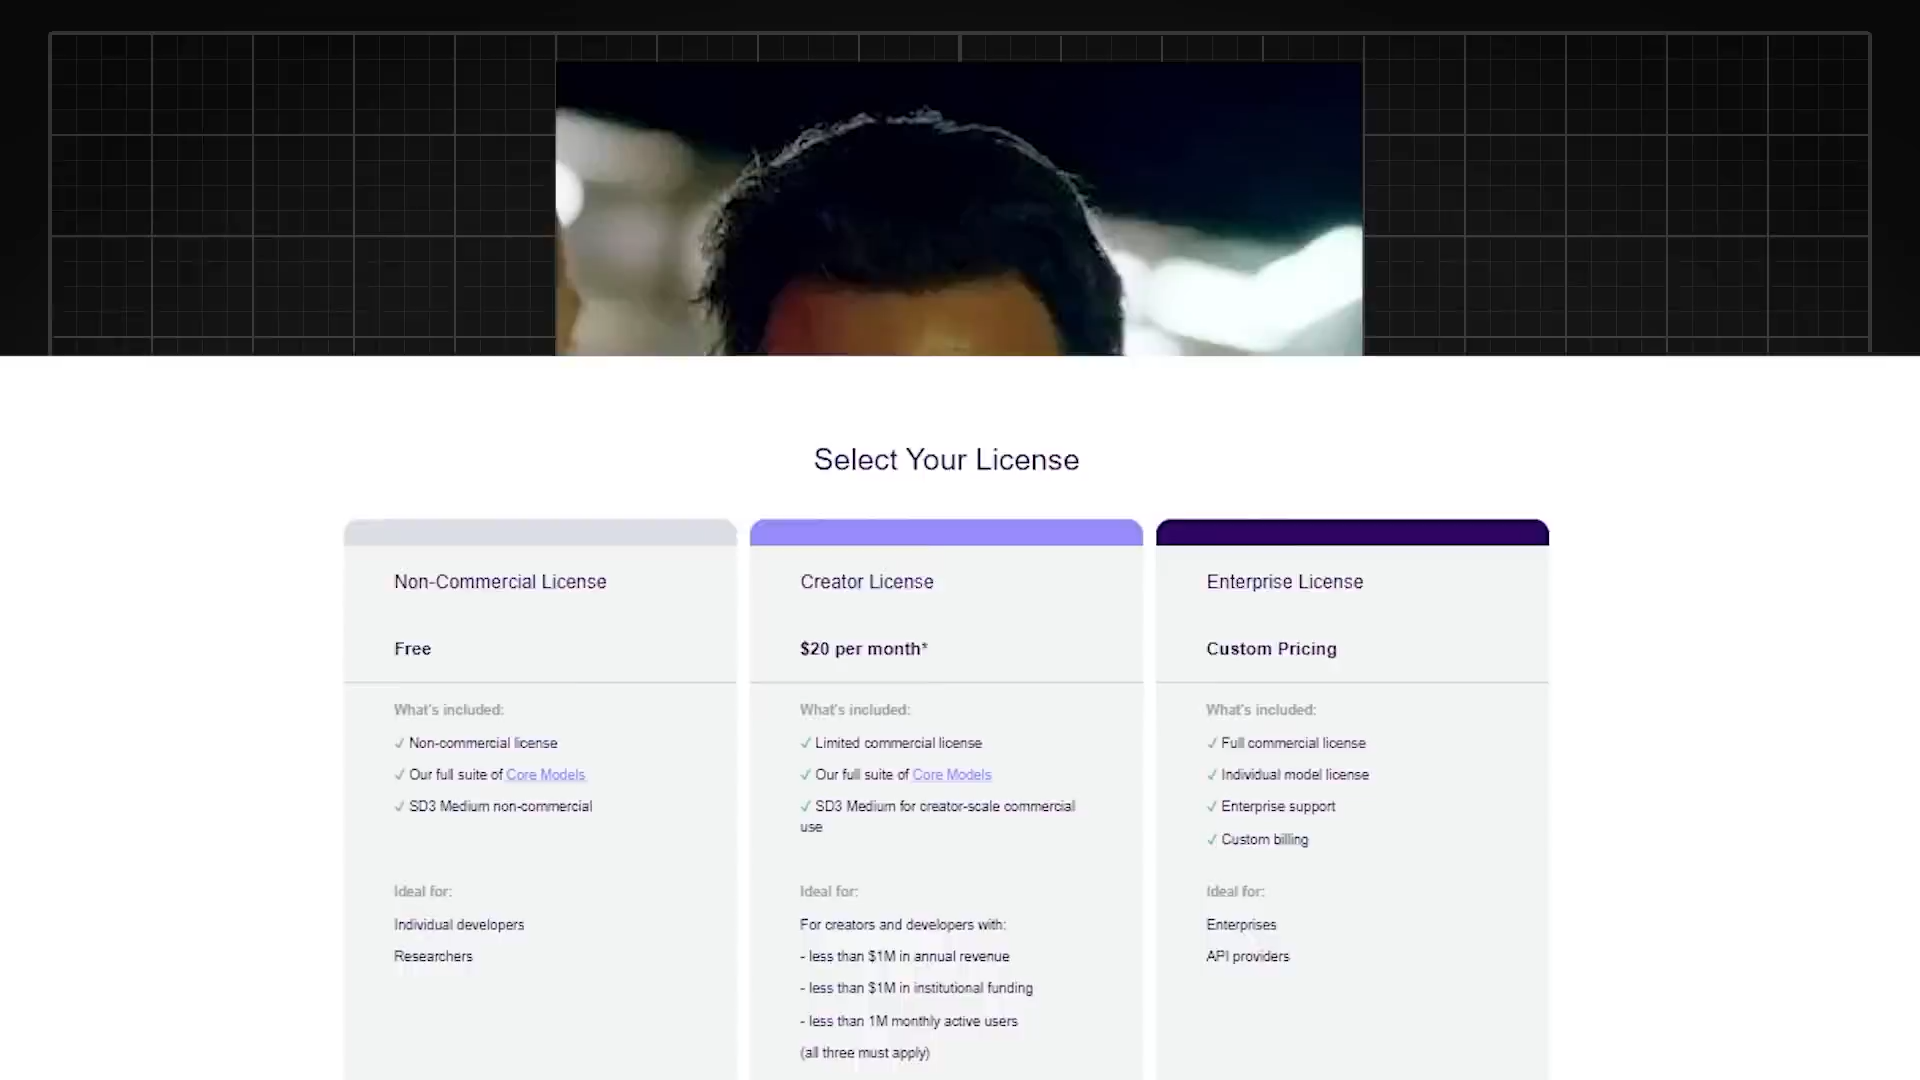 Select Your License
Non-Commercial License
Free
What's included:
✓ Non-commercial license
✓ Our full suite of Core Models
✓ SD3 Medium non-commercial
Ideal for:
Individual developers
Researchers
Creator License
$20 per month*
What's included:
✓ Limited commercial license
✓ Our full suite of Core Models
✓ SD3 Medium for creator-scale commercial
use
Ideal for:
For creators and developers with:
- less than $1M in annual revenue
- less than $1M in institutional funding
- less than 1M monthly active users
(all three must apply)
Enterprise License
Custom Pricing
What's included:
✓ Full commercial license
✓ Individual model license
✓ Enterprise support
✓ Custom billing
Ideal for:
Enterprises
API providers